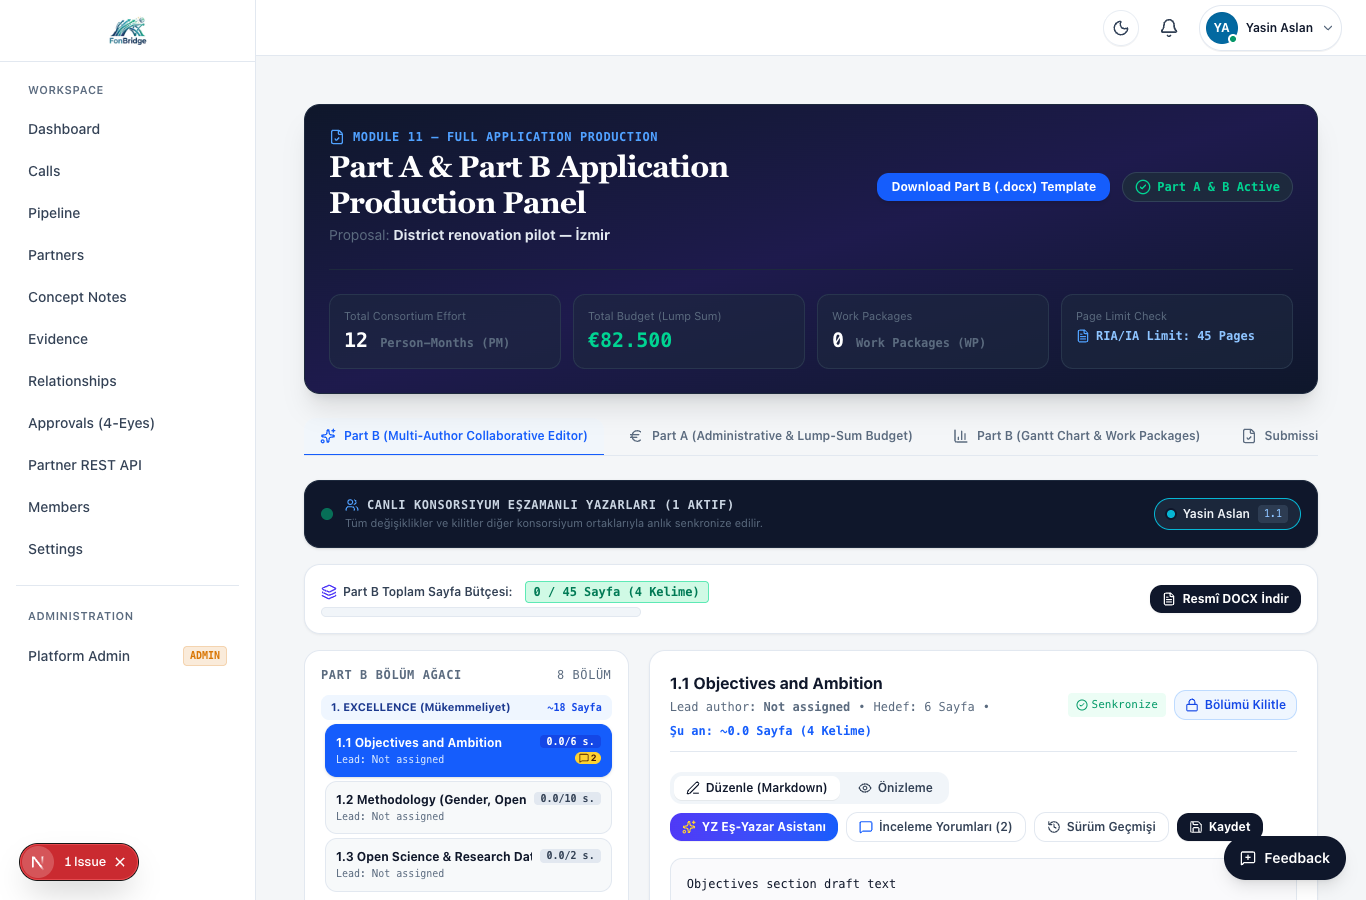 FonBridge
YA
Yasin Aslan
WORKSPACE
Dashboard
Calls
Pipeline
Partners
Concept Notes
Evidence
Relationships
Approvals (4-Eyes)
Partner REST API
Members
Settings
ADMINISTRATION
Platform Admin
ADMIN
N
1 Issue
MODULE 11 — FULL APPLICATION PRODUCTION
Part A & Part B Application
Production Panel
Proposal: District renovation pilot — İzmir
Download Part B (.docx) Template
Part A & B Active
Total Consortium Effort
12 Person-Months (PM)
Total Budget (Lump Sum)
€82.500
Work Packages
0 Work Packages (WP)
Page Limit Check
RIA/IA Limit: 45 Pages
Part B (Multi-Author Collaborative Editor)
Part A (Administrative & Lump-Sum Budget)
Part B (Gantt Chart & Work Packages)
Submissi
CANLI KONSORSIYUM EŞZAMANLI YAZARLARI (1 AKTIF)
Tüm değişiklikler ve kilitler diğer konsorsiyum ortaklarıyla anlık senkronize edilir.
Yasin Aslan 1.1
Part B Toplam Sayfa Bütçesi: 0 / 45 Sayfa (4 Kelime)
Resmî DOCX İndir
PART B BÖLÜM AĞACI 8 BÖLÜM
1. EXCELLENCE (Mükemmeliyet) ~18 Sayfa
1.1 Objectives and Ambition 0.0/6 s.
Lead: Not assigned 2
1.2 Methodology (Gender, Open 0.0/10 s.
Lead: Not assigned
1.3 Open Science & Research Dat 0.0/2 s.
Lead: Not assigned
1.1 Objectives and Ambition
Lead author: Not assigned • Hedef: 6 Sayfa •
Şu an: ~0.0 Sayfa (4 Kelime)
Senkronize
Bölümü Kilitle
Düzenle (Markdown)
Önizleme
YZ Eş-Yazar Asistanı
İnceleme Yorumları (2)
Sürüm Geçmişi
Kaydet
Objectives section draft text
Feedback